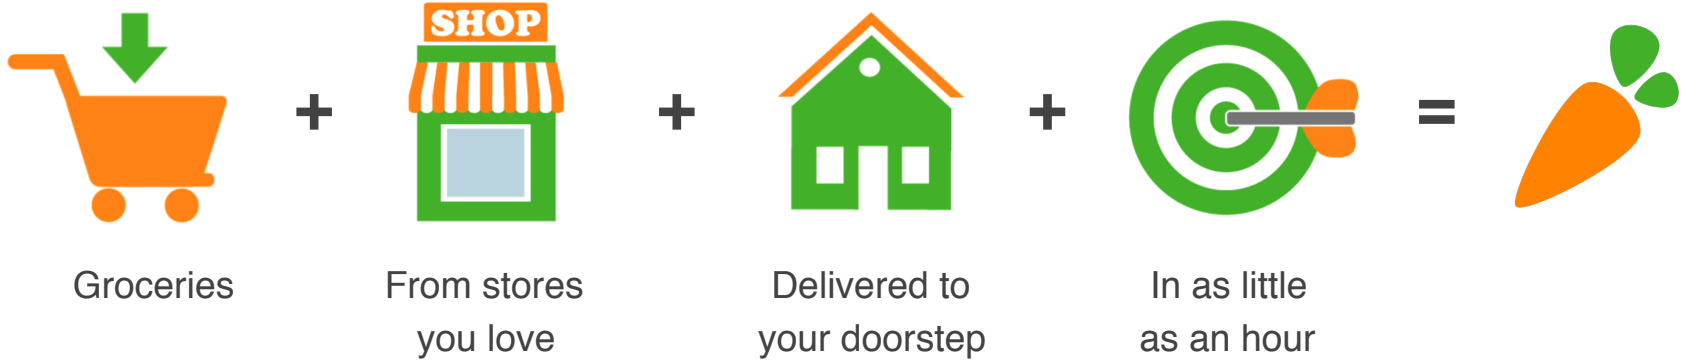 SHOP
+ + + =
Groceries
From stores
you love
Delivered to
your doorstep
In as little
as an hour